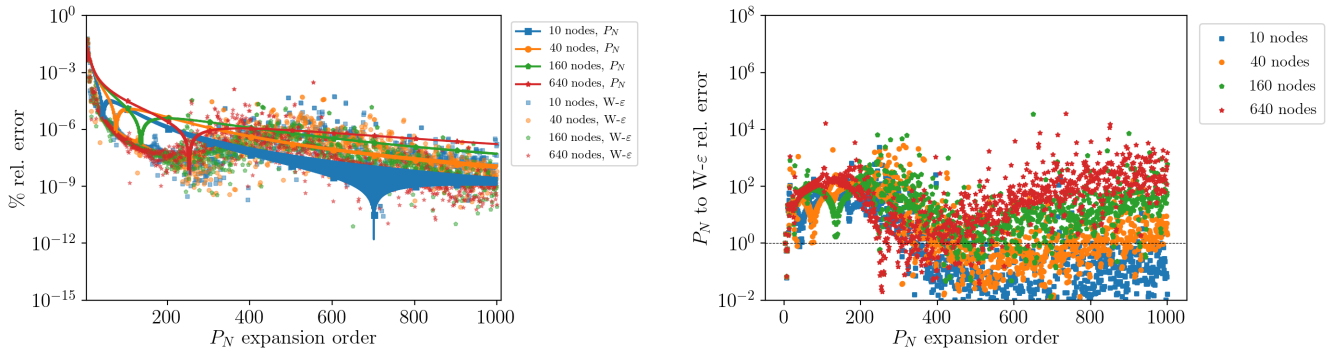 10^0
10^-3
10^-6
10^-9
10^-12
10^-15
% rel. error
200
400
600
800
1000
P_N expansion order
10 nodes, P_N
40 nodes, P_N
160 nodes, P_N
640 nodes, P_N
10 nodes, W-ε
40 nodes, W-ε
160 nodes, W-ε
640 nodes, W-ε
10^8
10^6
10^4
10^2
10^0
10^-2
P_N to W-ε rel. error
0
200
400
600
800
1000
P_N expansion order
10 nodes
40 nodes
160 nodes
640 nodes